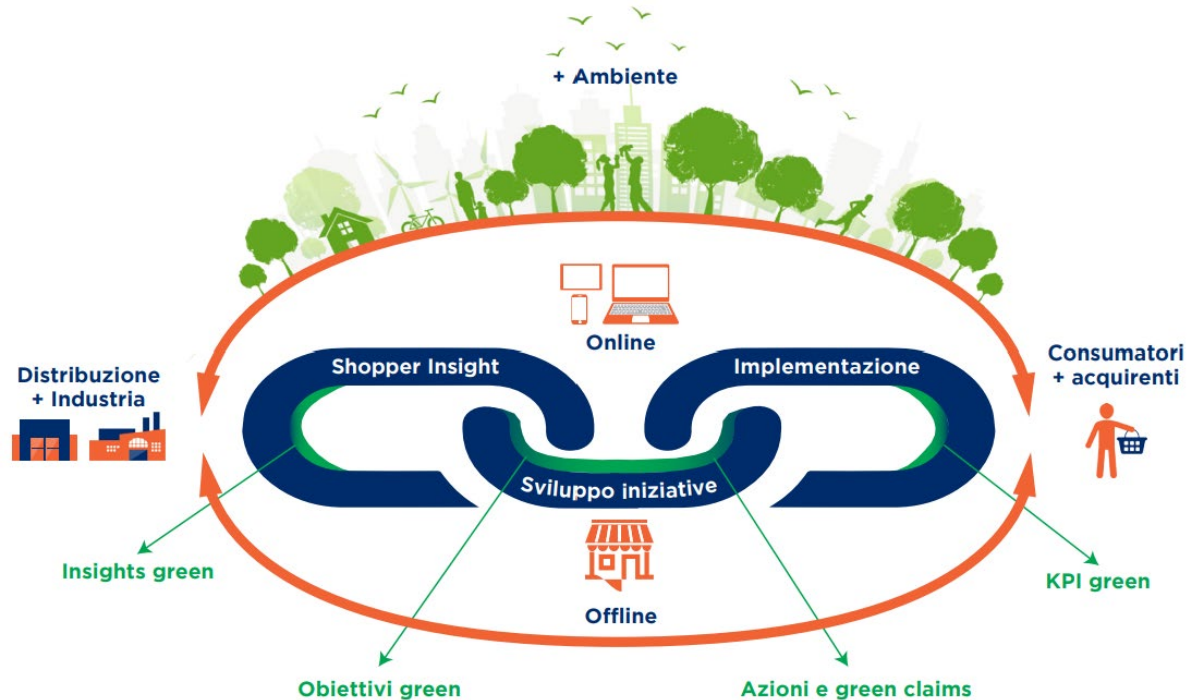 + Ambiente
Online
Shopper Insight
Implementazione
Distribuzione
+ Industria
Consumatori
+ acquirenti
Sviluppo iniziative
Insights green
KPI green
Offline
Obiettivi green
Azioni e green claims